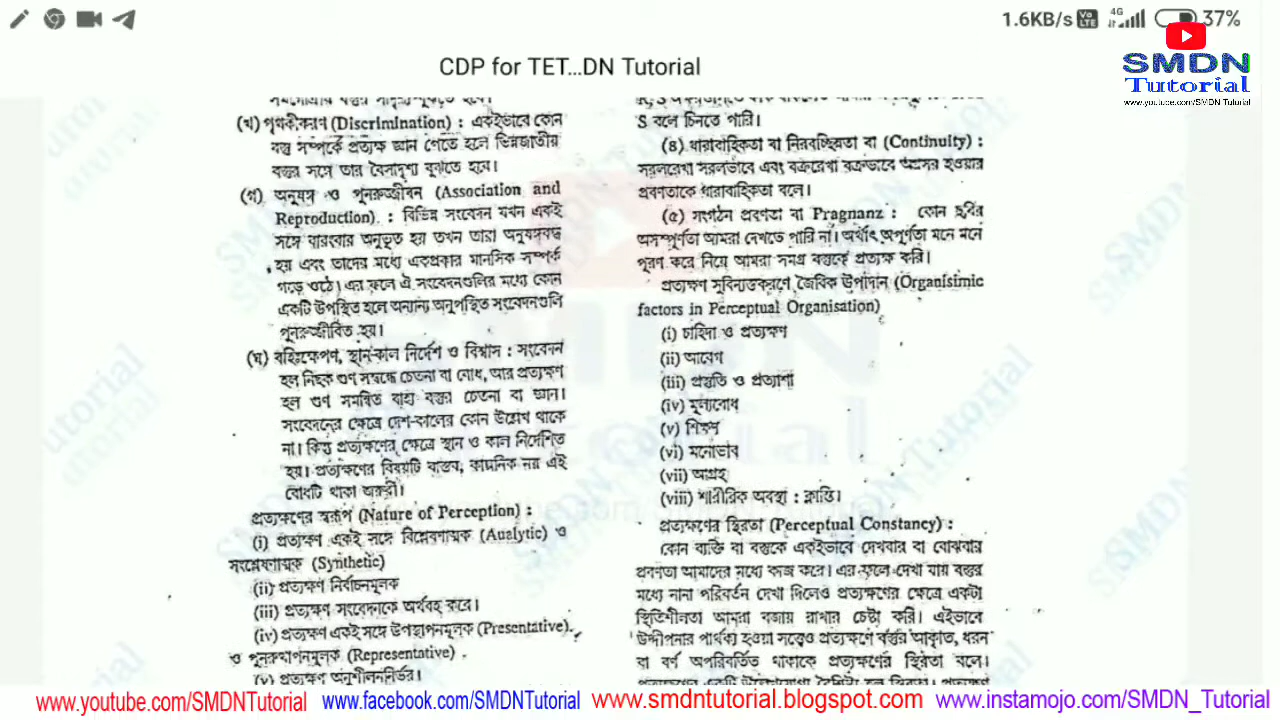 1.6KB/s Vo LTE 4G 37%
CDP for TET...DN Tutorial
SMDN
Tutorial
www.youtube.com/SMDN Tutorial
(খ) পৃথকীকরণ (Discrimination) : একইভাবে কোন
বস্তু সম্পর্কে প্রত্যক্ষ জ্ঞান পেতে হলে ভিন্নজাতীর
বস্তুর সঙ্গে তার বৈসাদৃশ্য বুঝতে হবে।
(গ) অনুষঙ্গ ও পুনরুজ্জীবন (Association and
Reproduction) : বিভিন্ন সংবেদন যখন একই
সঙ্গে বারংবার অনুভূত হয় তখন তারা অনুষঙ্গবদ্ধ
হয় এবং তাদের মধ্যে একপ্রকার মানসিক সম্পর্ক
গড়ে ওঠে। এর ফলে ঐ সংবেদনগুলির মধ্যে কোন
একটি উপস্থিত হলে অন্যান্য অনুপস্থিত সংবেদনগুলি
পুনরুজ্জীবিত হয়।
(ঘ) বহিঃক্ষেপণ, স্থান-কাল নির্দেশ ও বিশ্বাস : সংবেদন
হল নিছক গুণ সম্বন্ধে চেতনা বা বোধ, আর প্রত্যক্ষণ
হল গুণ সমন্বিত বাহ্য বস্তুর চেতনা বা জ্ঞান।
সংবেদনের ক্ষেত্রে দেশ-কালের কোন উল্লেখ থাকে
না। কিন্তু প্রত্যক্ষণের ক্ষেত্রে স্থান ও কাল নির্দেশিত
হয়। প্রত্যক্ষণের বিষয়টি বাস্তব, কাল্পনিক নয় এই
বোধটি থাকা জরুরী।
প্রত্যক্ষণের স্বরূপ (Nature of Perception) :
(i) প্রত্যক্ষণ একই সঙ্গে বিশ্লেষণাত্মক (Analytic) ও
সংশ্লেষণাত্মক (Synthetic)
(ii) প্রত্যক্ষণ নির্বাচনমূলক
(iii) প্রত্যক্ষণ সংবেদনকে অর্থবহ করে।
(iv) প্রত্যক্ষণ একই সঙ্গে উপস্থাপনমূলক (Presentative)
ও পুনরুত্থাপনমূলক (Representative)
(v) প্রত্যক্ষণ অনুশীলননির্ভর।
S বলে চিনতে পারি।
(৪) ধারাবাহিকতা বা নিরবচ্ছিন্নতা বা (Continuity) :
সরলরেখা সরলভাবে এবং বক্ররেখা বক্রভাবে অগ্রসর হওয়ার
প্রবণতাকে ধারাবাহিকতা বলে।
(৫) সংগঠন প্রবণতা বা Pragnanz : কোন ছবির
অসম্পূর্ণতা আমরা দেখতে পারি না। অর্থাৎ অপূর্ণতা মনে মনে
পূরণ করে নিয়ে আমরা সমগ্র বস্তুকে প্রত্যক্ষ করি।
প্রত্যক্ষণ সুবিন্যস্তকরণে জৈবিক উপাদান (Organísimic
factors in Perceptual Organisation)
(i) চাহিদা ও প্রত্যক্ষণ
(ii) আবেগ
(iii) প্রস্তুতি ও প্রত্যাশা
(iv) মূল্যবোধ
(v) শিক্ষণ
(vi) মনোভাব
(vii) আগ্রহ
(viii) শারীরিক অবস্থা : ক্লান্তি।
প্রত্যক্ষণের স্থিরতা (Perceptual Constancy) :
কোন ব্যক্তি বা বস্তুকে একইভাবে দেখবার বা বোঝবার
প্রবণতা আমাদের মধ্যে কাজ করে। এর ফলে দেখা যায় বস্তুর
মধ্যে নানা পরিবর্তন দেখা দিলেও প্রত্যক্ষণের ক্ষেত্রে একটা
স্থিতিশীলতা আমরা বজায় রাখার চেষ্টা করি। এইভাবে
উদ্দীপনার পার্থক্য হওয়া সত্ত্বেও প্রত্যক্ষণে বস্তুর আকৃতি, ধরন
বা বর্ণ অপরিবর্তিত থাকাকে প্রত্যক্ষণের স্থিরতা বলে।
www.youtube.com/SMDNTutorial www.facebook.com/SMDNTutorial www.smdntutorial.blogspot.com www.instamojo.com/SMDN_Tutorial